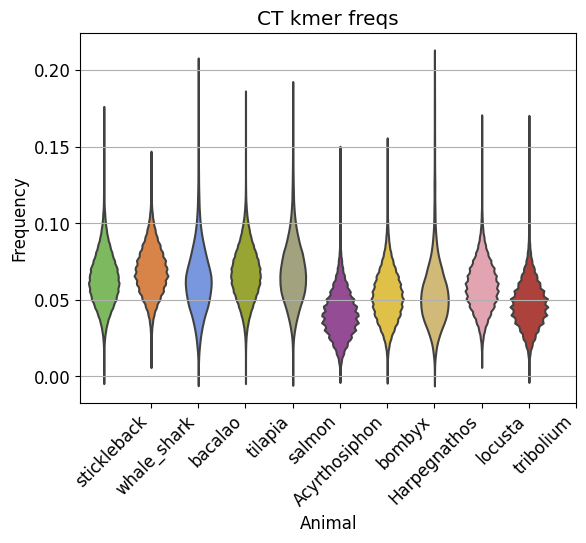 CT kmer freqs
Frequency
0.20
0.15
0.10
0.05
0.00
stickleback
whale_shark
bacalao
tilapia
salmon
Acyrthosiphon
bombyx
Harpegnathos
locusta
tribolium
Animal